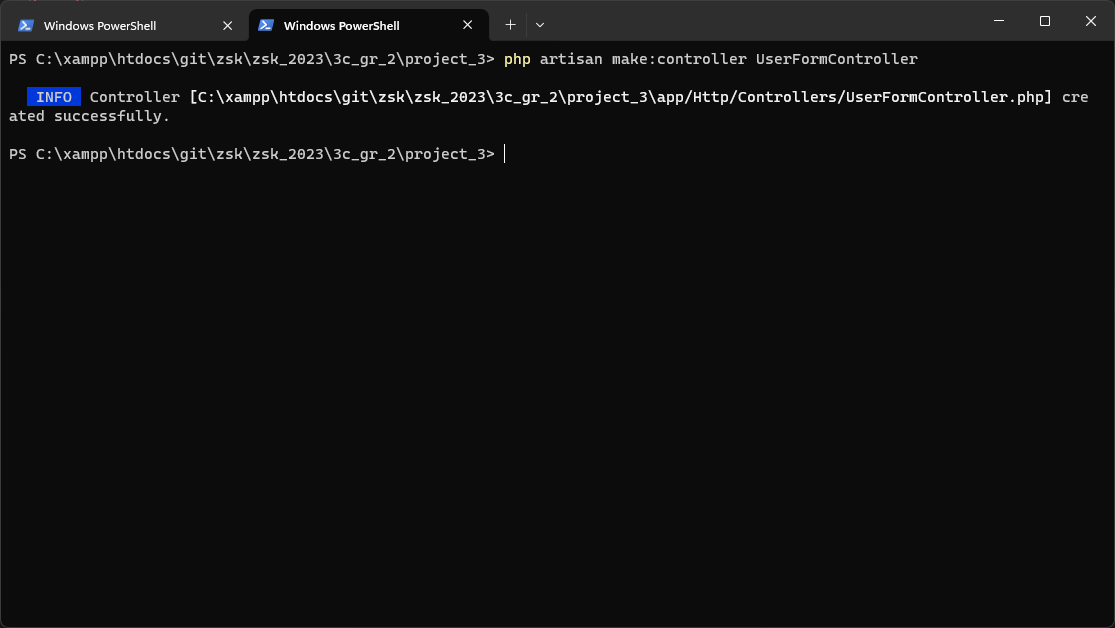 Windows PowerShell
Windows PowerShell
PS C:\xampp\htdocs\git\zsk\zsk_2023\3c_gr_2\project_3> php artisan make:controller UserFormController
INFO Controller [C:\xampp\htdocs\git\zsk\zsk_2023\3c_gr_2\project_3\app/Http/Controllers/UserFormController.php] cre
ated successfully.
PS C:\xampp\htdocs\git\zsk\zsk_2023\3c_gr_2\project_3>